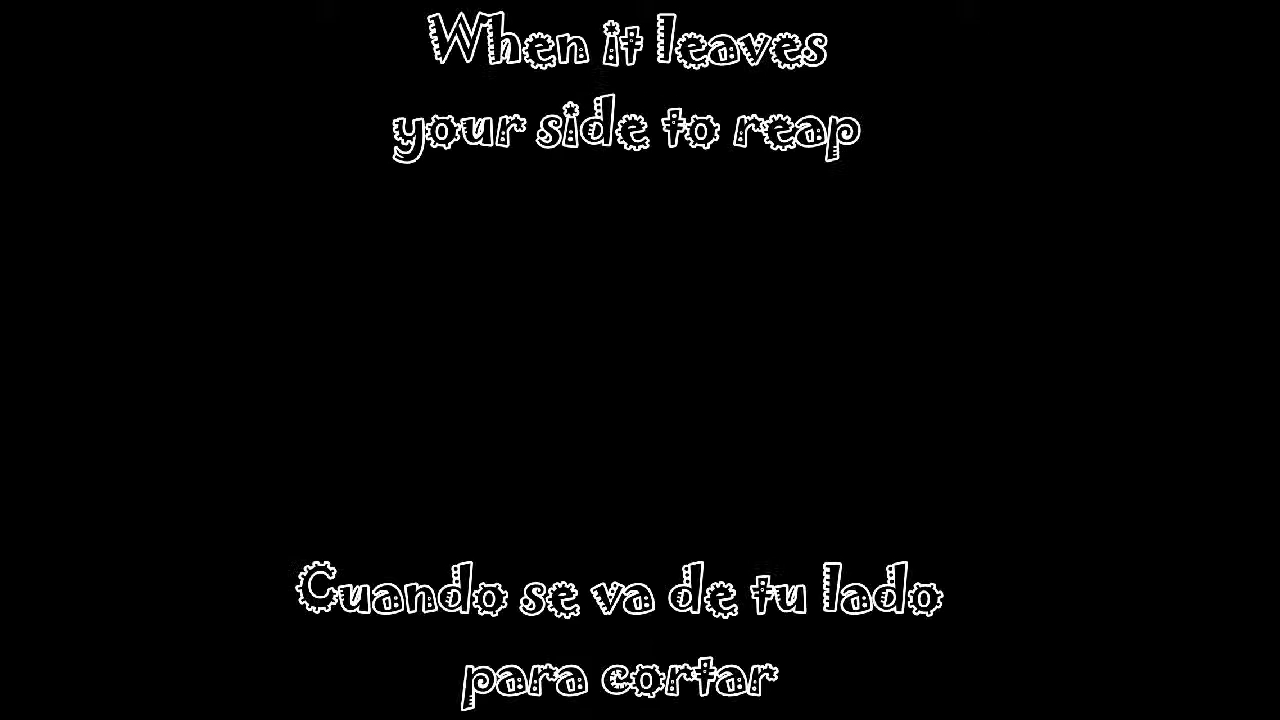 When it leaves
your side to reap
Cuando se va de tu lado
para cortar